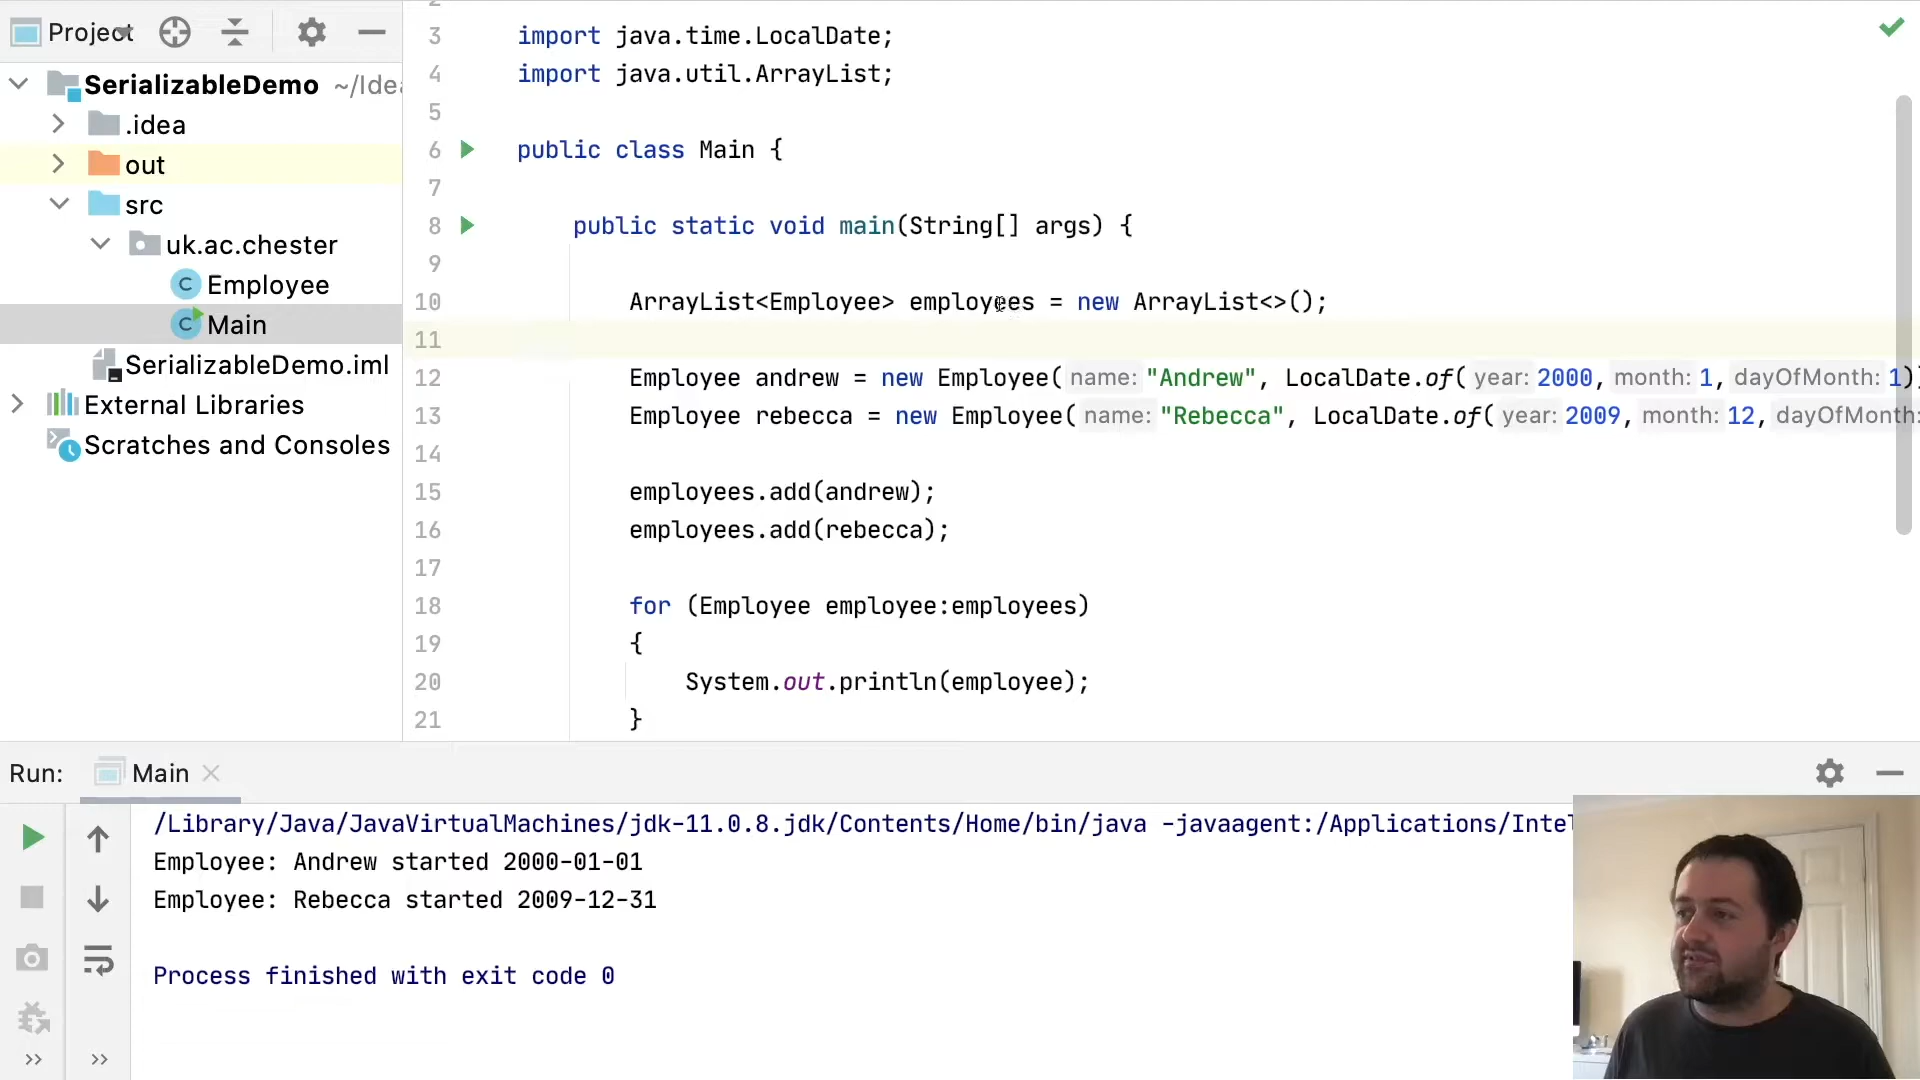 Project
SerializableDemo ~/Idea
.idea
out
src
uk.ac.chester
C Employee
C Main
SerializableDemo.iml
External Libraries
Scratches and Consoles
2
3 import java.time.LocalDate;
4 import java.util.ArrayList;
5
6 public class Main {
7
8 public static void main(String[] args) {
9
10 ArrayList<Employee> employees = new ArrayList<>();
11
12 Employee andrew = new Employee( name: "Andrew", LocalDate.of( year: 2000, month: 1, dayOfMonth: 1)
13 Employee rebecca = new Employee( name: "Rebecca", LocalDate.of( year: 2009, month: 12, dayOfMonth:
14
15 employees.add(andrew);
16 employees.add(rebecca);
17
18 for (Employee employee:employees)
19 {
20 System.out.println(employee);
21 }
Run: Main
/Library/Java/JavaVirtualMachines/jdk-11.0.8.jdk/Contents/Home/bin/java -javaagent:/Applications/Intel
Employee: Andrew started 2000-01-01
Employee: Rebecca started 2009-12-31
Process finished with exit code 0